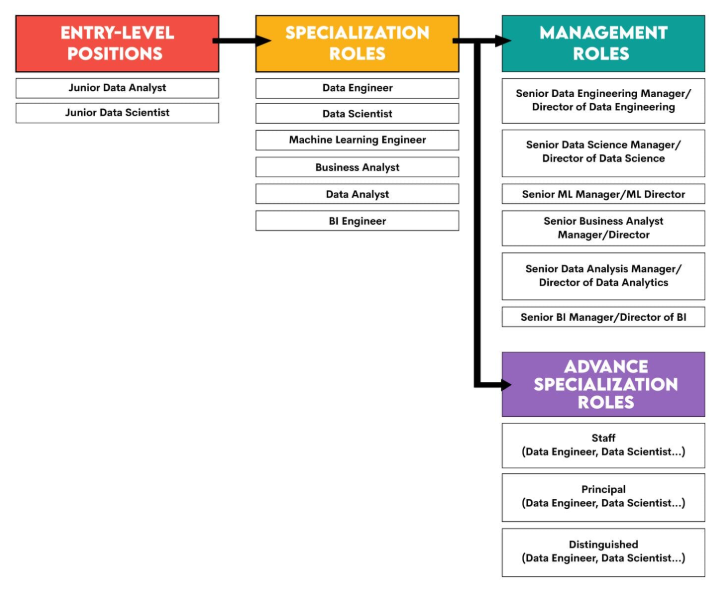 ENTRY-LEVEL
POSITIONS
Junior Data Analyst
Junior Data Scientist
SPECIALIZATION
ROLES
Data Engineer
Data Scientist
Machine Learning Engineer
Business Analyst
Data Analyst
BI Engineer
MANAGEMENT
ROLES
Senior Data Engineering Manager/
Director of Data Engineering
Senior Data Science Manager/
Director of Data Science
Senior ML Manager/ML Director
Senior Business Analyst
Manager/Director
Senior Data Analysis Manager/
Director of Data Analytics
Senior BI Manager/Director of BI
ADVANCE
SPECIALIZATION
ROLES
Staff
(Data Engineer, Data Scientist...)
Principal
(Data Engineer, Data Scientist...)
Distinguished
(Data Engineer, Data Scientist...)